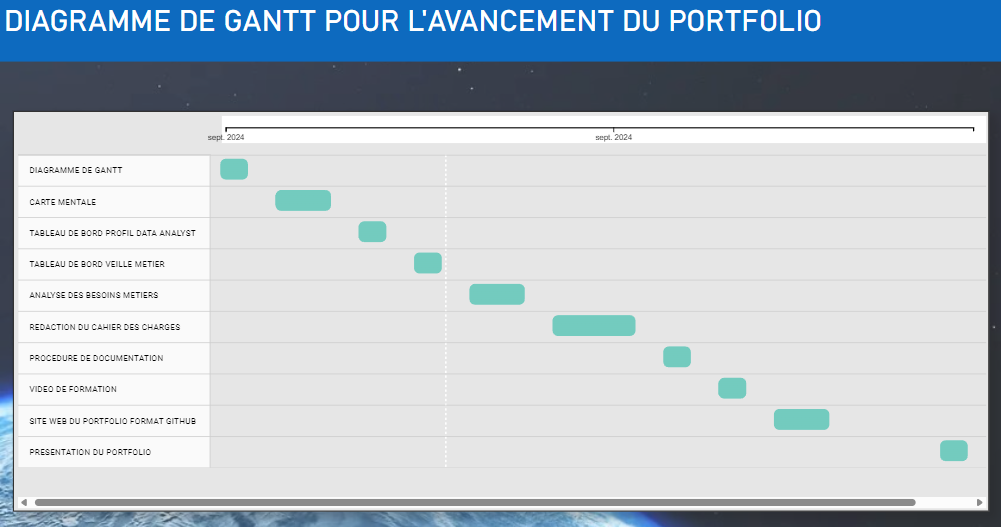 DIAGRAMME DE GANTT POUR L'AVANCEMENT DU PORTFOLIO
sept. 2024 sept. 2024
DIAGRAMME DE GANTT
CARTE MENTALE
TABLEAU DE BORD PROFIL DATA ANALYST
TABLEAU DE BORD VEILLE METIER
ANALYSE DES BESOINS METIERS
REDACTION DU CAHIER DES CHARGES
PROCEDURE DE DOCUMENTATION
VIDEO DE FORMATION
SITE WEB DU PORTFOLIO FORMAT GITHUB
PRESENTATION DU PORTFOLIO